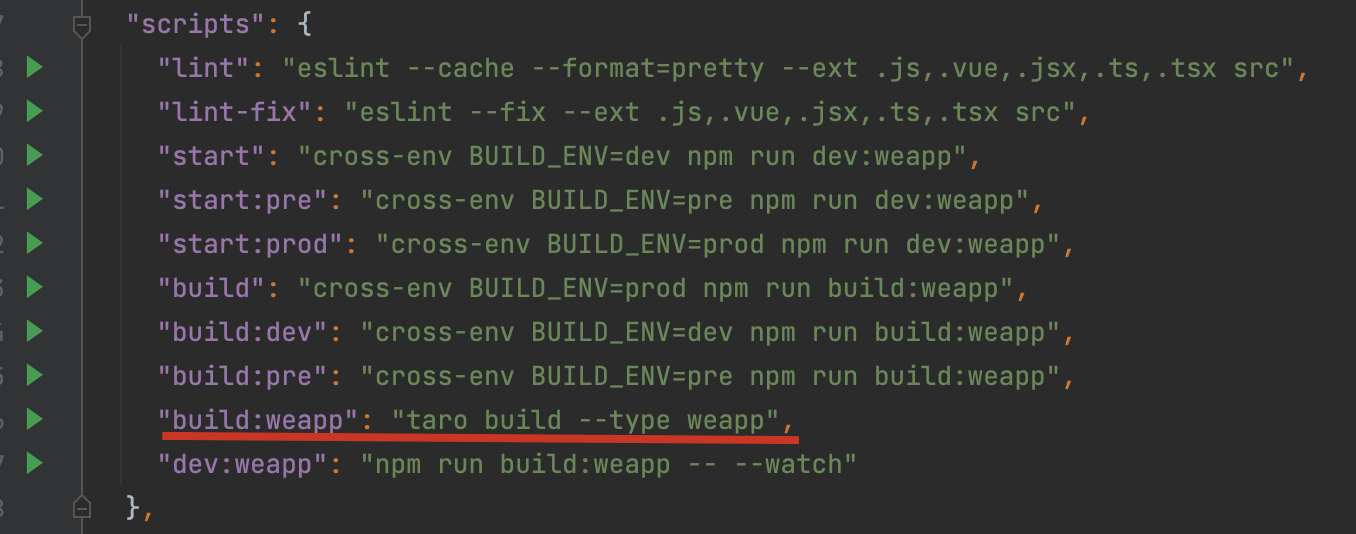 "scripts": {
"lint": "eslint --cache --format=pretty --ext .js,.vue,.jsx,.ts,.tsx src",
"lint-fix": "eslint --fix --ext .js,.vue,.jsx,.ts,.tsx src",
"start": "cross-env BUILD_ENV=dev npm run dev:weapp",
"start:pre": "cross-env BUILD_ENV=pre npm run dev:weapp",
"start:prod": "cross-env BUILD_ENV=prod npm run dev:weapp",
"build": "cross-env BUILD_ENV=prod npm run build:weapp",
"build:dev": "cross-env BUILD_ENV=dev npm run build:weapp",
"build:pre": "cross-env BUILD_ENV=pre npm run build:weapp",
"build:weapp": "taro build --type weapp",
"dev:weapp": "npm run build:weapp -- --watch"
},